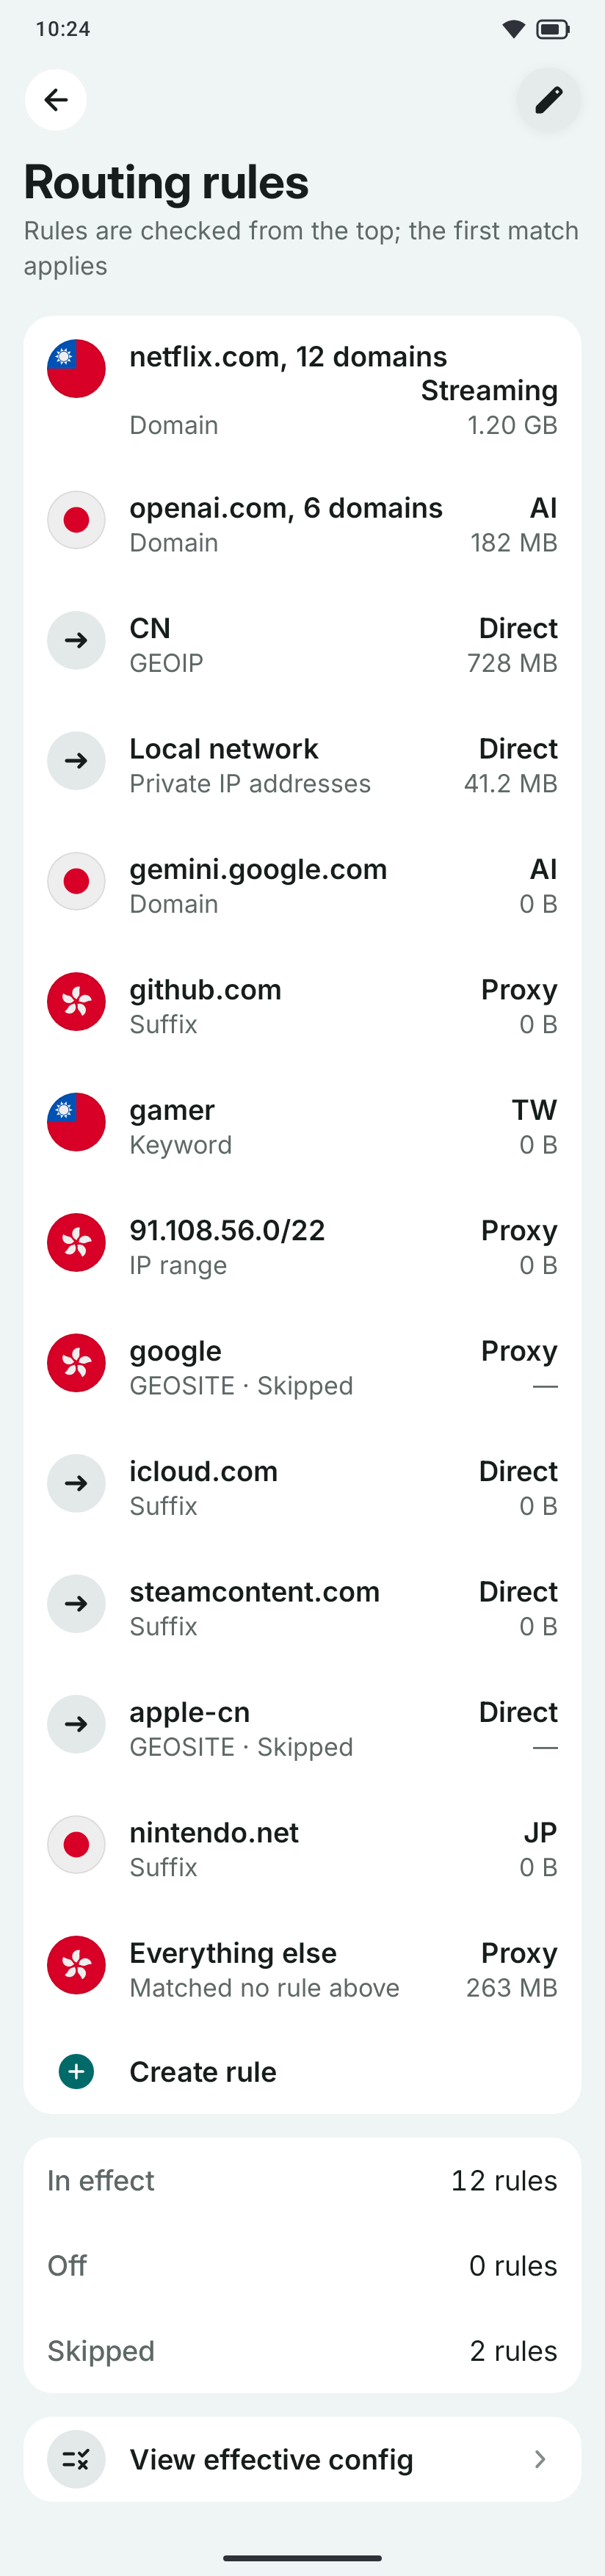 10:24
Routing rules
Rules are checked from the top; the first match
applies
netflix.com, 12 domains
Streaming
Domain 1.20 GB
openai.com, 6 domains AI
Domain 182 MB
CN Direct
GEOIP 728 MB
Local network Direct
Private IP addresses 41.2 MB
gemini.google.com AI
Domain 0 B
github.com Proxy
Suffix 0 B
gamer TW
Keyword 0 B
91.108.56.0/22 Proxy
IP range 0 B
google Proxy
GEOSITE · Skipped —
icloud.com Direct
Suffix 0 B
steamcontent.com Direct
Suffix 0 B
apple-cn Direct
GEOSITE · Skipped —
nintendo.net JP
Suffix 0 B
Everything else Proxy
Matched no rule above 263 MB
Create rule
In effect 12 rules
Off 0 rules
Skipped 2 rules
View effective config